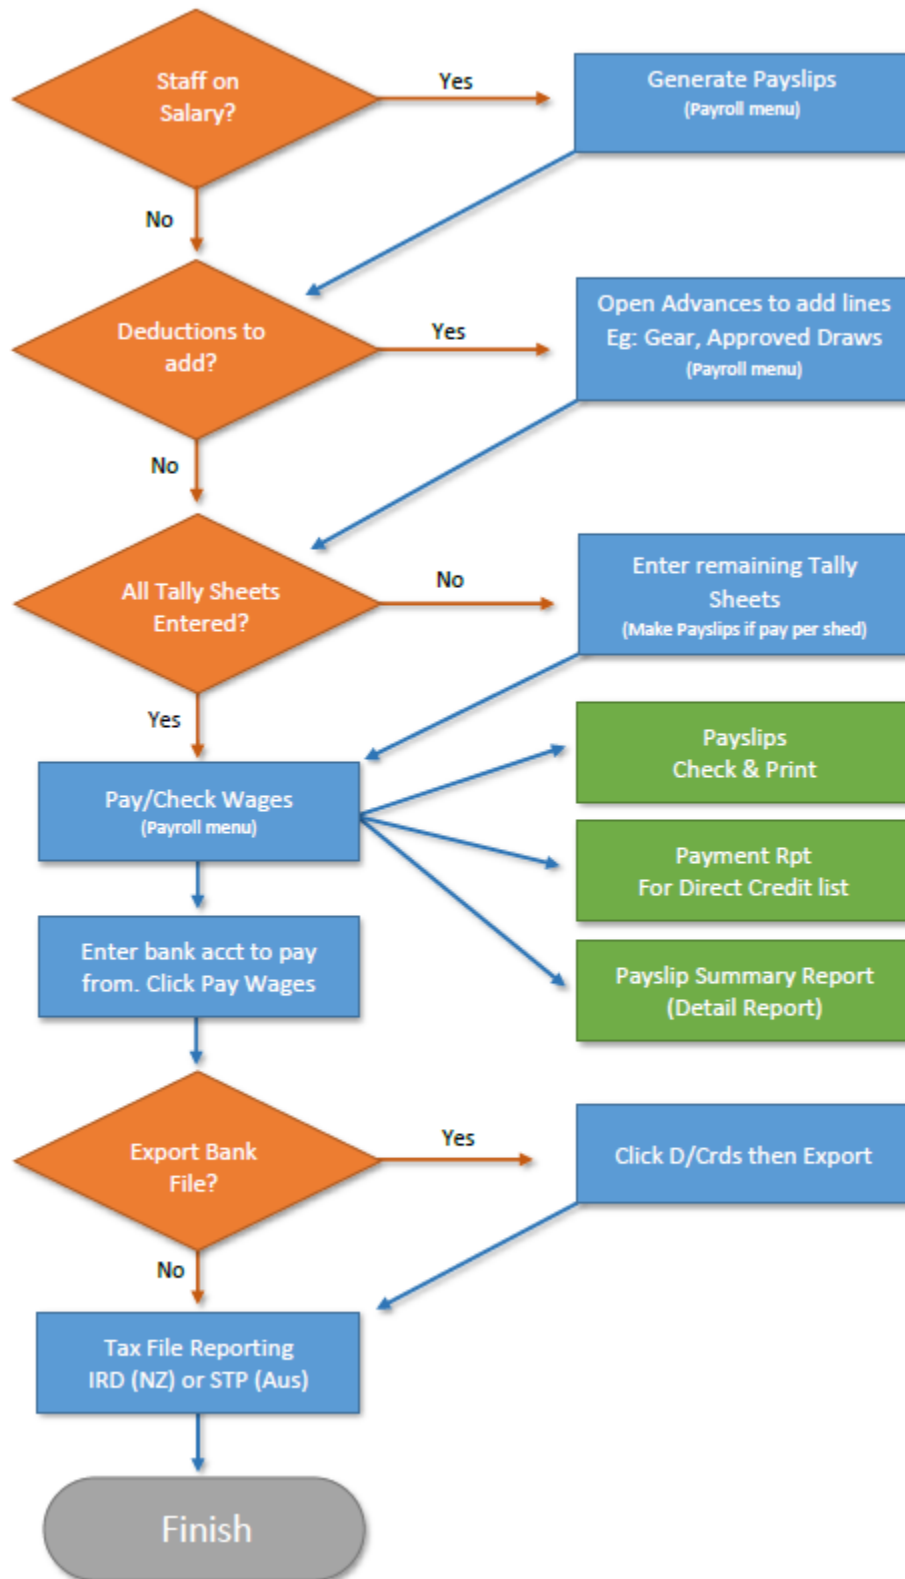 Staff on
Salary?
Yes
Generate Payslips
(Payroll menu)
No
Deductions to
add?
Yes
Open Advances to add lines
Eg: Gear, Approved Draws
(Payroll menu)
No
All Tally Sheets
Entered?
No
Enter remaining Tally
Sheets
(Make Payslips if pay per shed)
Yes
Pay/Check Wages
(Payroll menu)
Payslips
Check & Print
Payment Rpt
For Direct Credit list
Payslip Summary Report
(Detail Report)
Enter bank acct to pay
from. Click Pay Wages
Export Bank
File?
Yes
Click D/Crds then Export
No
Tax File Reporting
IRD (NZ) or STP (Aus)
Finish